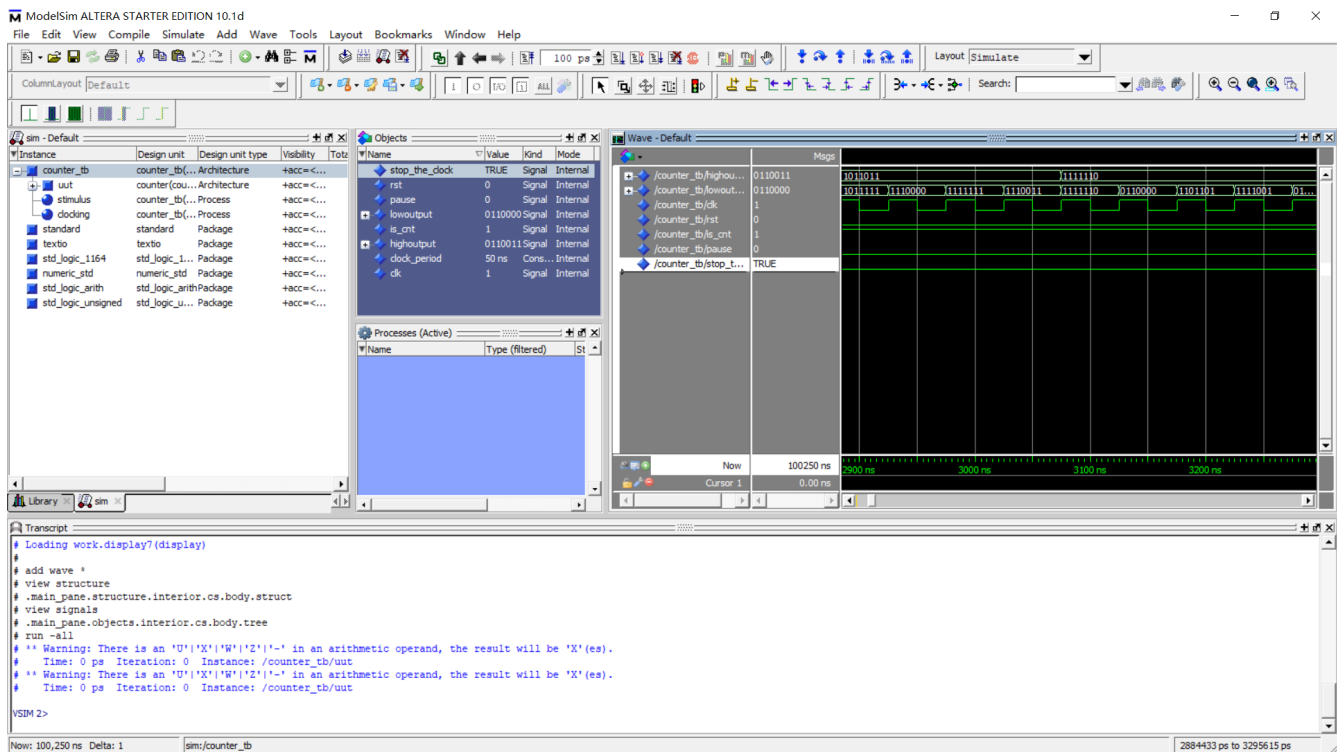 ModelSim ALTERA STARTER EDITION 10.1d
File Edit View Compile Simulate Add Wave Tools Layout Bookmarks Window Help
100 ps
Layout Simulate
ColumnLayout Default
Search:
sim - Default
Instance Design unit Design unit type Visibility Tota
counter_tb counter_tb(... Architecture +acc=<...
uut counter(cou... Architecture +acc=<...
stimulus counter_tb(... Process +acc=<...
clocking counter_tb(... Process +acc=<...
standard standard Package +acc=<...
textio textio Package +acc=<...
std_logic_1164 std_logic_1... Package +acc=<...
numeric_std numeric_std Package +acc=<...
std_logic_arith std_logic_arith Package +acc=<...
std_logic_unsigned std_logic_u... Package +acc=<...
Library sim
Objects
Name Value Kind Mode
stop_the_clock TRUE Signal Internal
rst 0 Signal Internal
pause 0 Signal Internal
lowoutput 0110000 Signal Internal
is_cnt 1 Signal Internal
highoutput 0110011 Signal Internal
clock_period 50 ns Cons... Internal
clk 1 Signal Internal
Processes (Active)
Name Type (filtered) St
Wave - Default
Msgs
/counter_tb/highou... 0110011 1011011 1111110
/counter_tb/lowout... 0110000 1011111 1110000 1111111 1110011 1111110 0110000 1101101 1111001 01...
/counter_tb/clk 1
/counter_tb/rst 0
/counter_tb/is_cnt 1
/counter_tb/pause 0
/counter_tb/stop_t... TRUE
Now 100250 ns 2900 ns 3000 ns 3100 ns 3200 ns
Cursor 1 0.00 ns
Transcript
# Loading work.display7(display)
#
# add wave *
# view structure
# .main_pane.structure.interior.cs.body.struct
# view signals
# .main_pane.objects.interior.cs.body.tree
# run -all
# ** Warning: There is an 'U'|'X'|'W'|'Z'|'-' in an arithmetic operand, the result will be 'X'(es).
# Time: 0 ps Iteration: 0 Instance: /counter_tb/uut
# ** Warning: There is an 'U'|'X'|'W'|'Z'|'-' in an arithmetic operand, the result will be 'X'(es).
# Time: 0 ps Iteration: 0 Instance: /counter_tb/uut
VSIM 2>
Now: 100,250 ns Delta: 1 sim:/counter_tb 2884433 ps to 3295615 ps